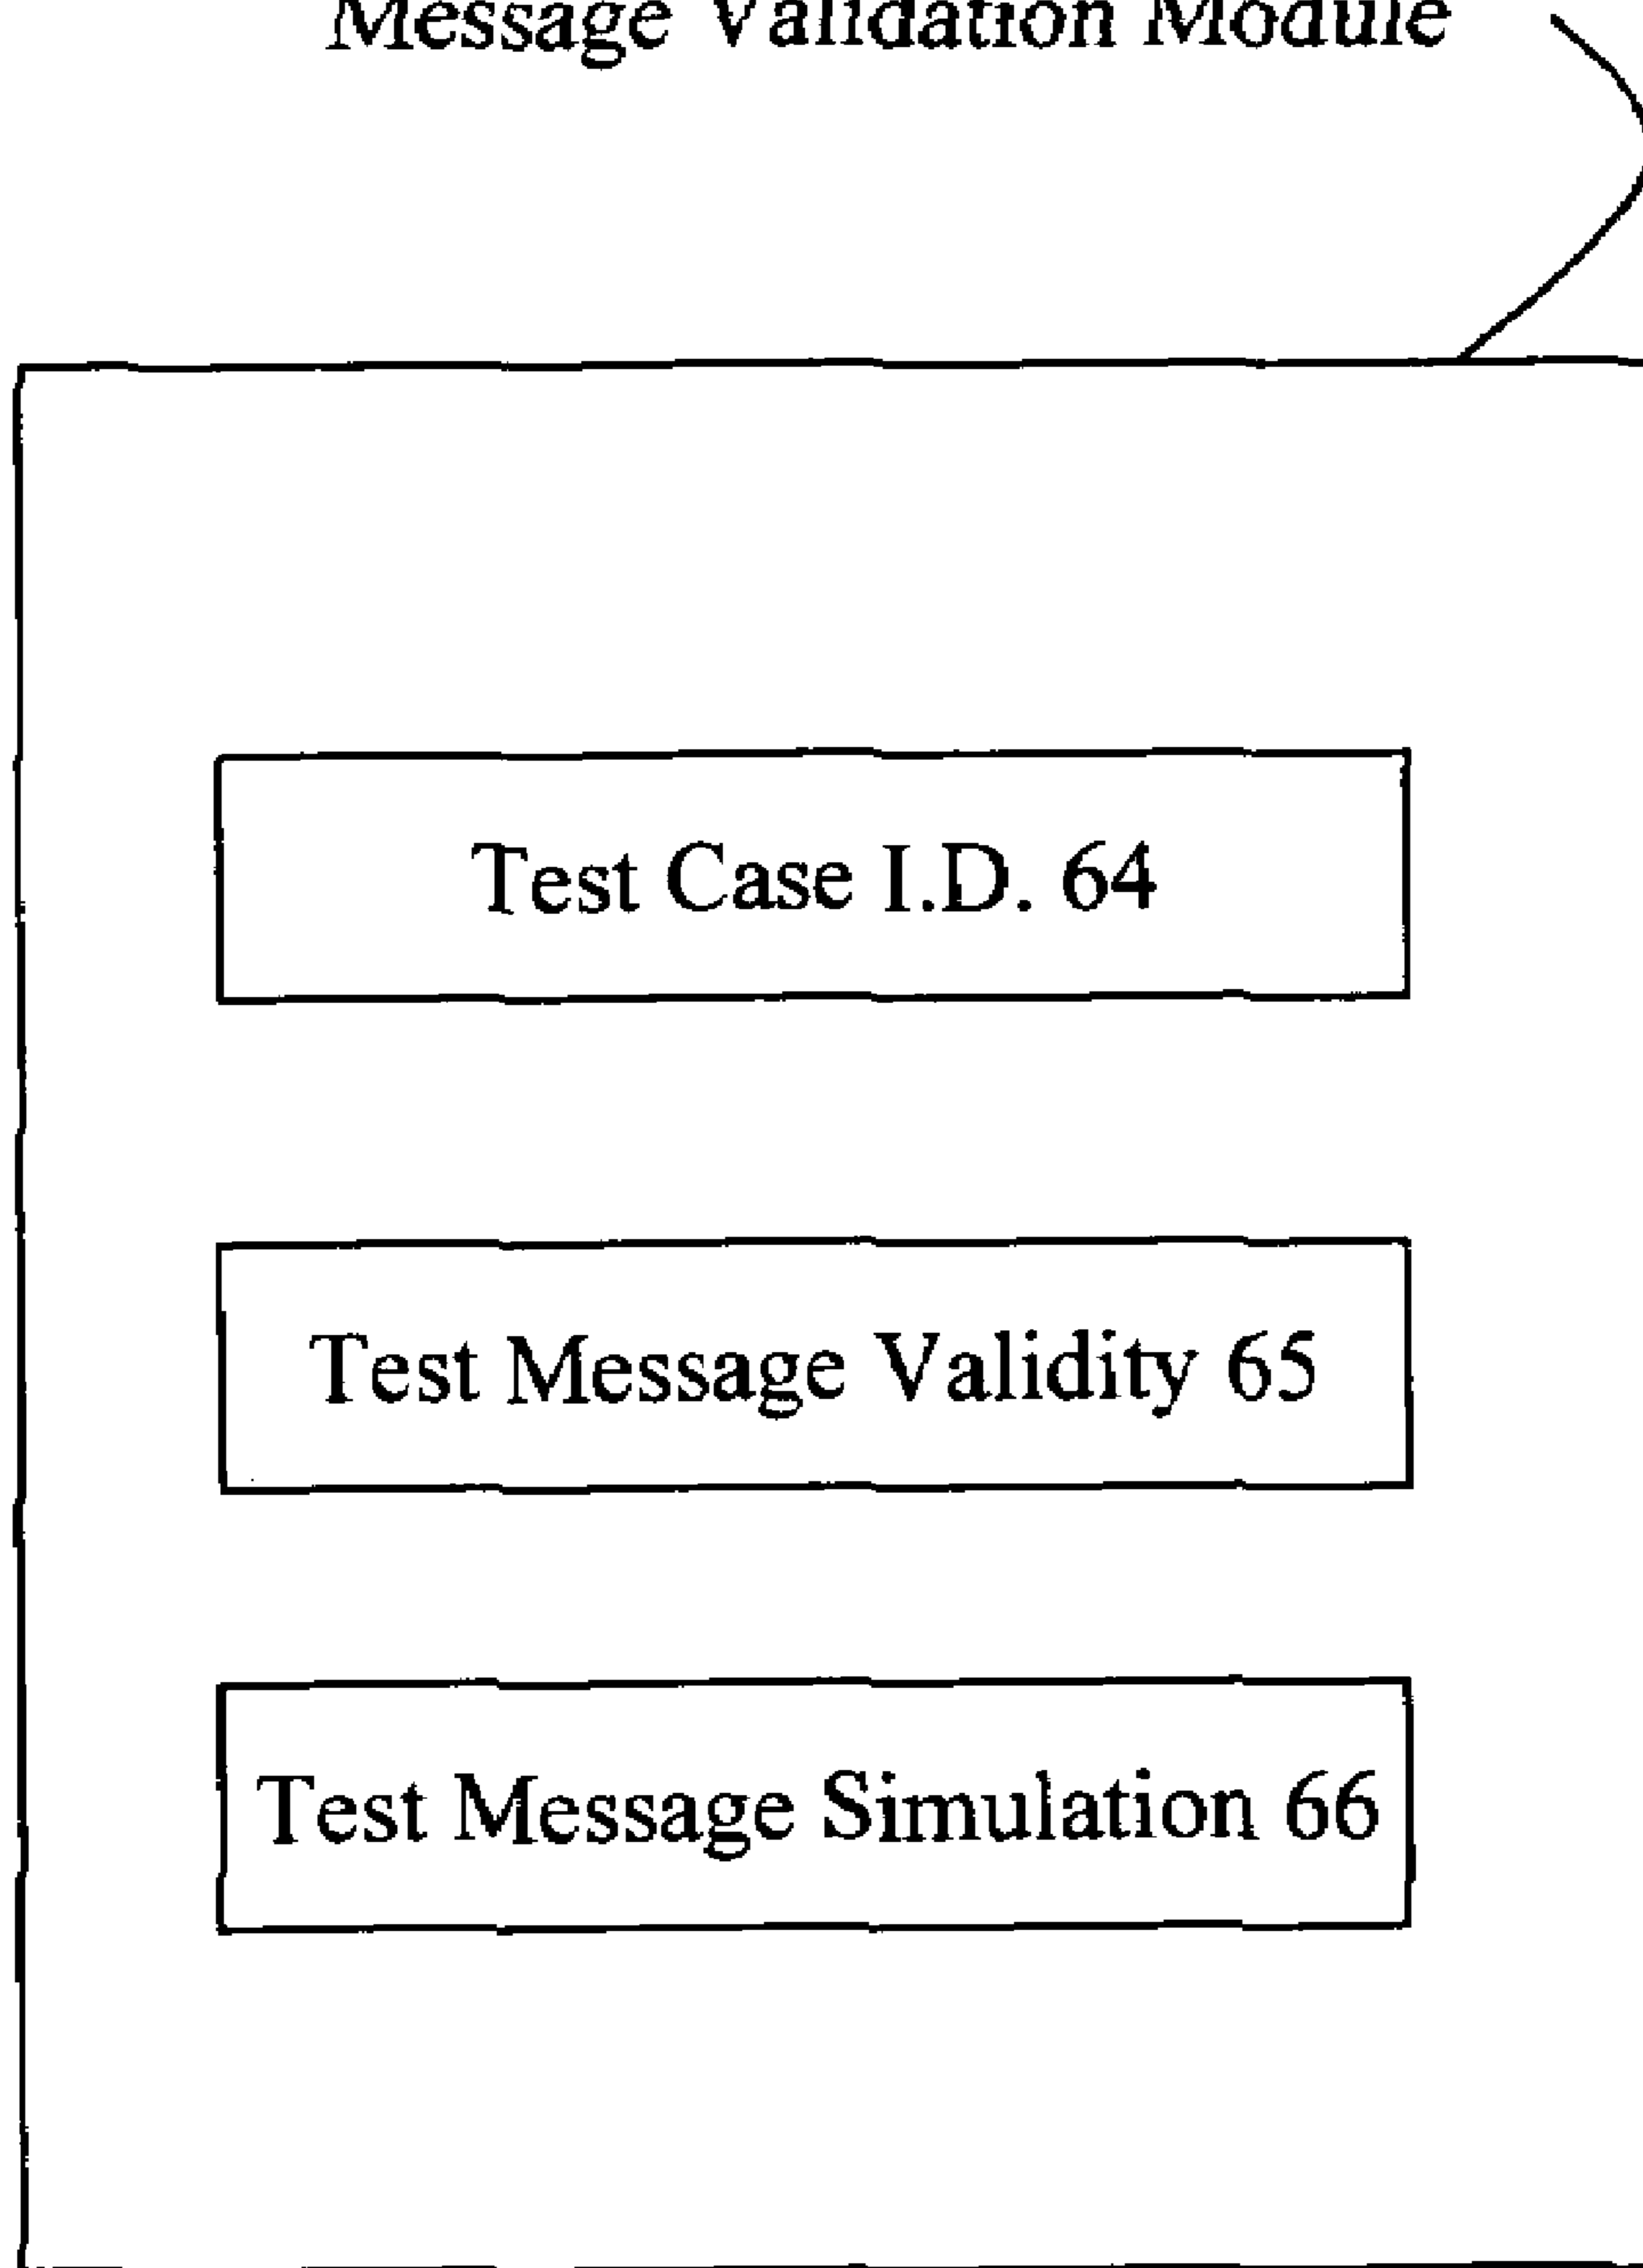 Message Validation Module
Test Case I.D. 64
Test Message Validity 65
Test Message Simulation 66